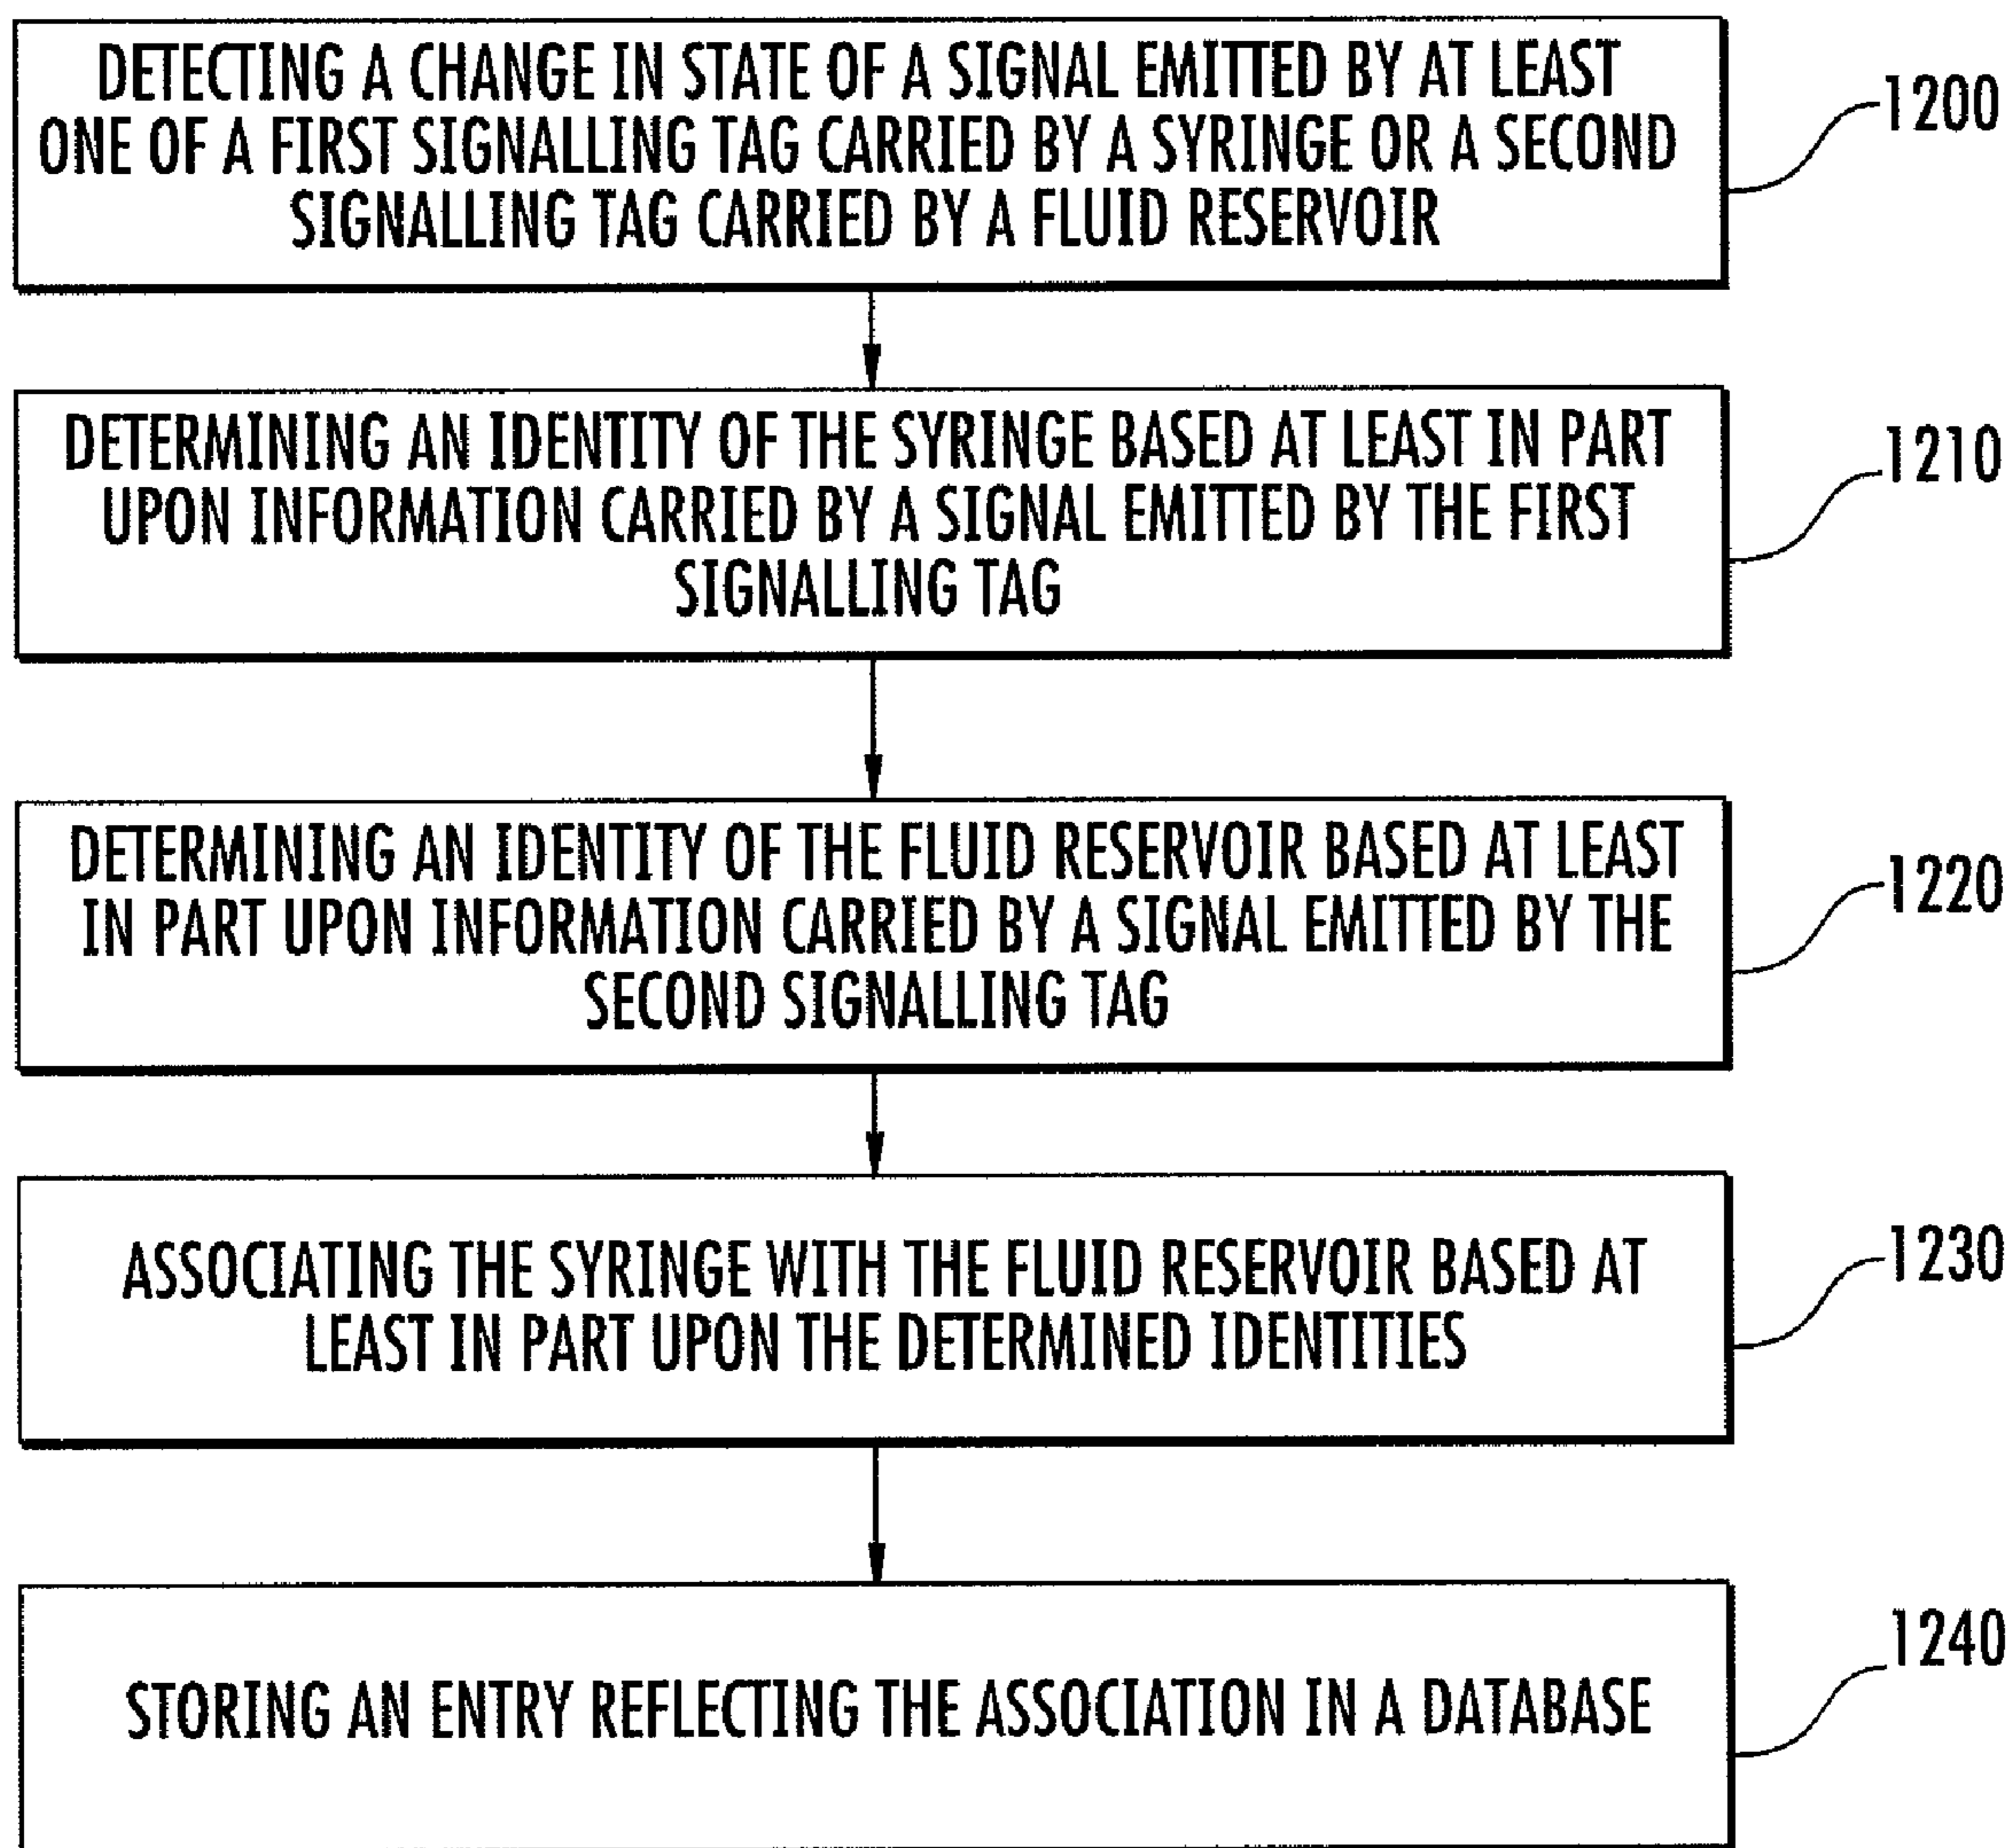 DETECTING A CHANGE IN STATE OF A SIGNAL EMITTED BY AT LEAST
ONE OF A FIRST SIGNALLING TAG CARRIED BY A SYRINGE OR A SECOND
SIGNALLING TAG CARRIED BY A FLUID RESERVOIR
1200
DETERMINING AN IDENTITY OF THE SYRINGE BASED AT LEAST IN PART
UPON INFORMATION CARRIED BY A SIGNAL EMITTED BY THE FIRST
SIGNALLING TAG
1210
DETERMINING AN IDENTITY OF THE FLUID RESERVOIR BASED AT LEAST
IN PART UPON INFORMATION CARRIED BY A SIGNAL EMITTED BY THE
SECOND SIGNALLING TAG
1220
ASSOCIATING THE SYRINGE WITH THE FLUID RESERVOIR BASED AT
LEAST IN PART UPON THE DETERMINED IDENTITIES
1230
STORING AN ENTRY REFLECTING THE ASSOCIATION IN A DATABASE
1240